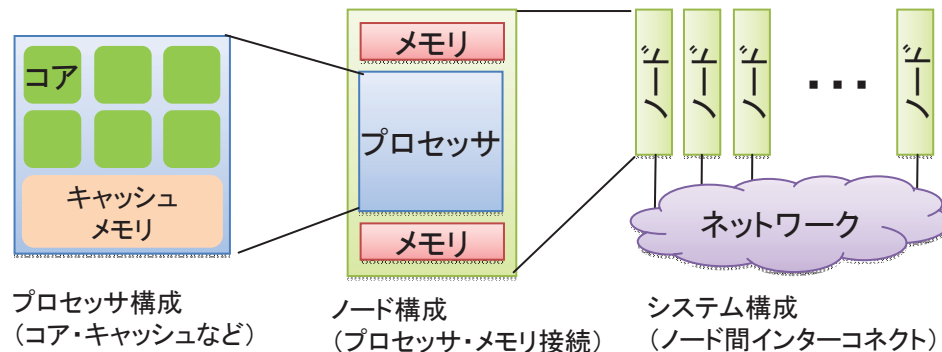 コア
キャッシュ
メモリ
プロセッサ構成
（コア・キャッシュなど）
メモリ
プロセッサ
メモリ
ノード構成
（プロセッサ・メモリ接続）
ノード
ノード
ノード
・・・
ノード
ネットワーク
システム構成
（ノード間インターコネクト）